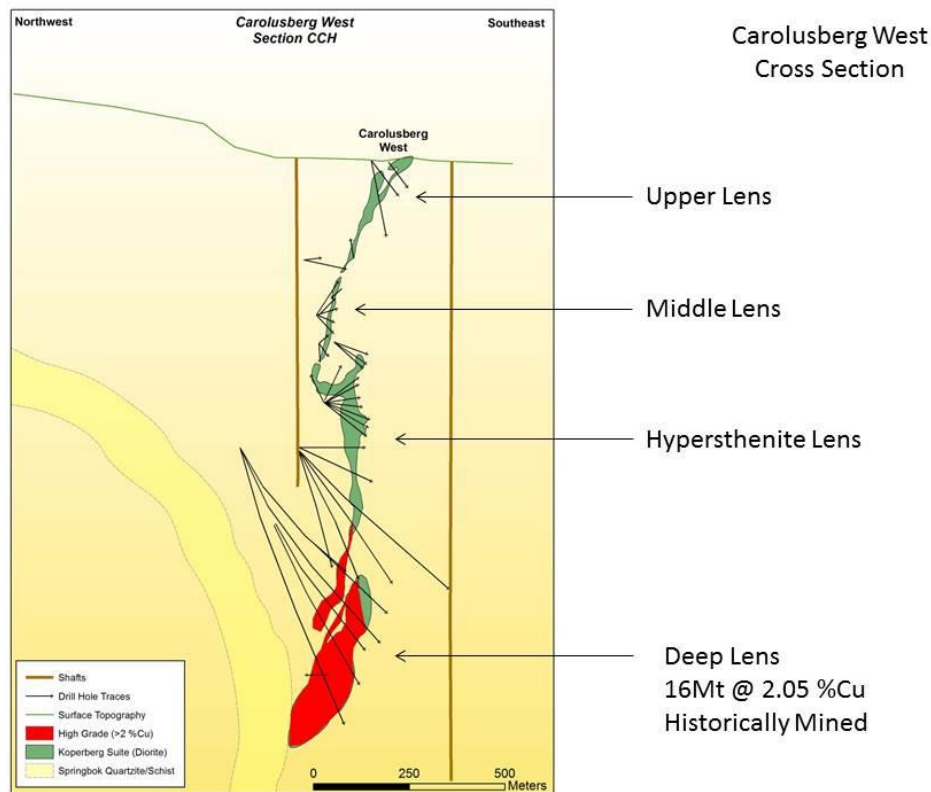 Northwest
Carolusberg West
Section CCH
Southeast
Carolusberg West
Cross Section
Carolusberg
West
Upper Lens
Middle Lens
Hypersthenite Lens
Deep Lens
16Mt @ 2.05 %Cu
Historically Mined
Shafts
Drill Hole Traces
Surface Topography
High Grade (>2 %Cu)
Koperberg Suite (Diorite)
Springbok Quartzite/Schist
0 250 500
Meters